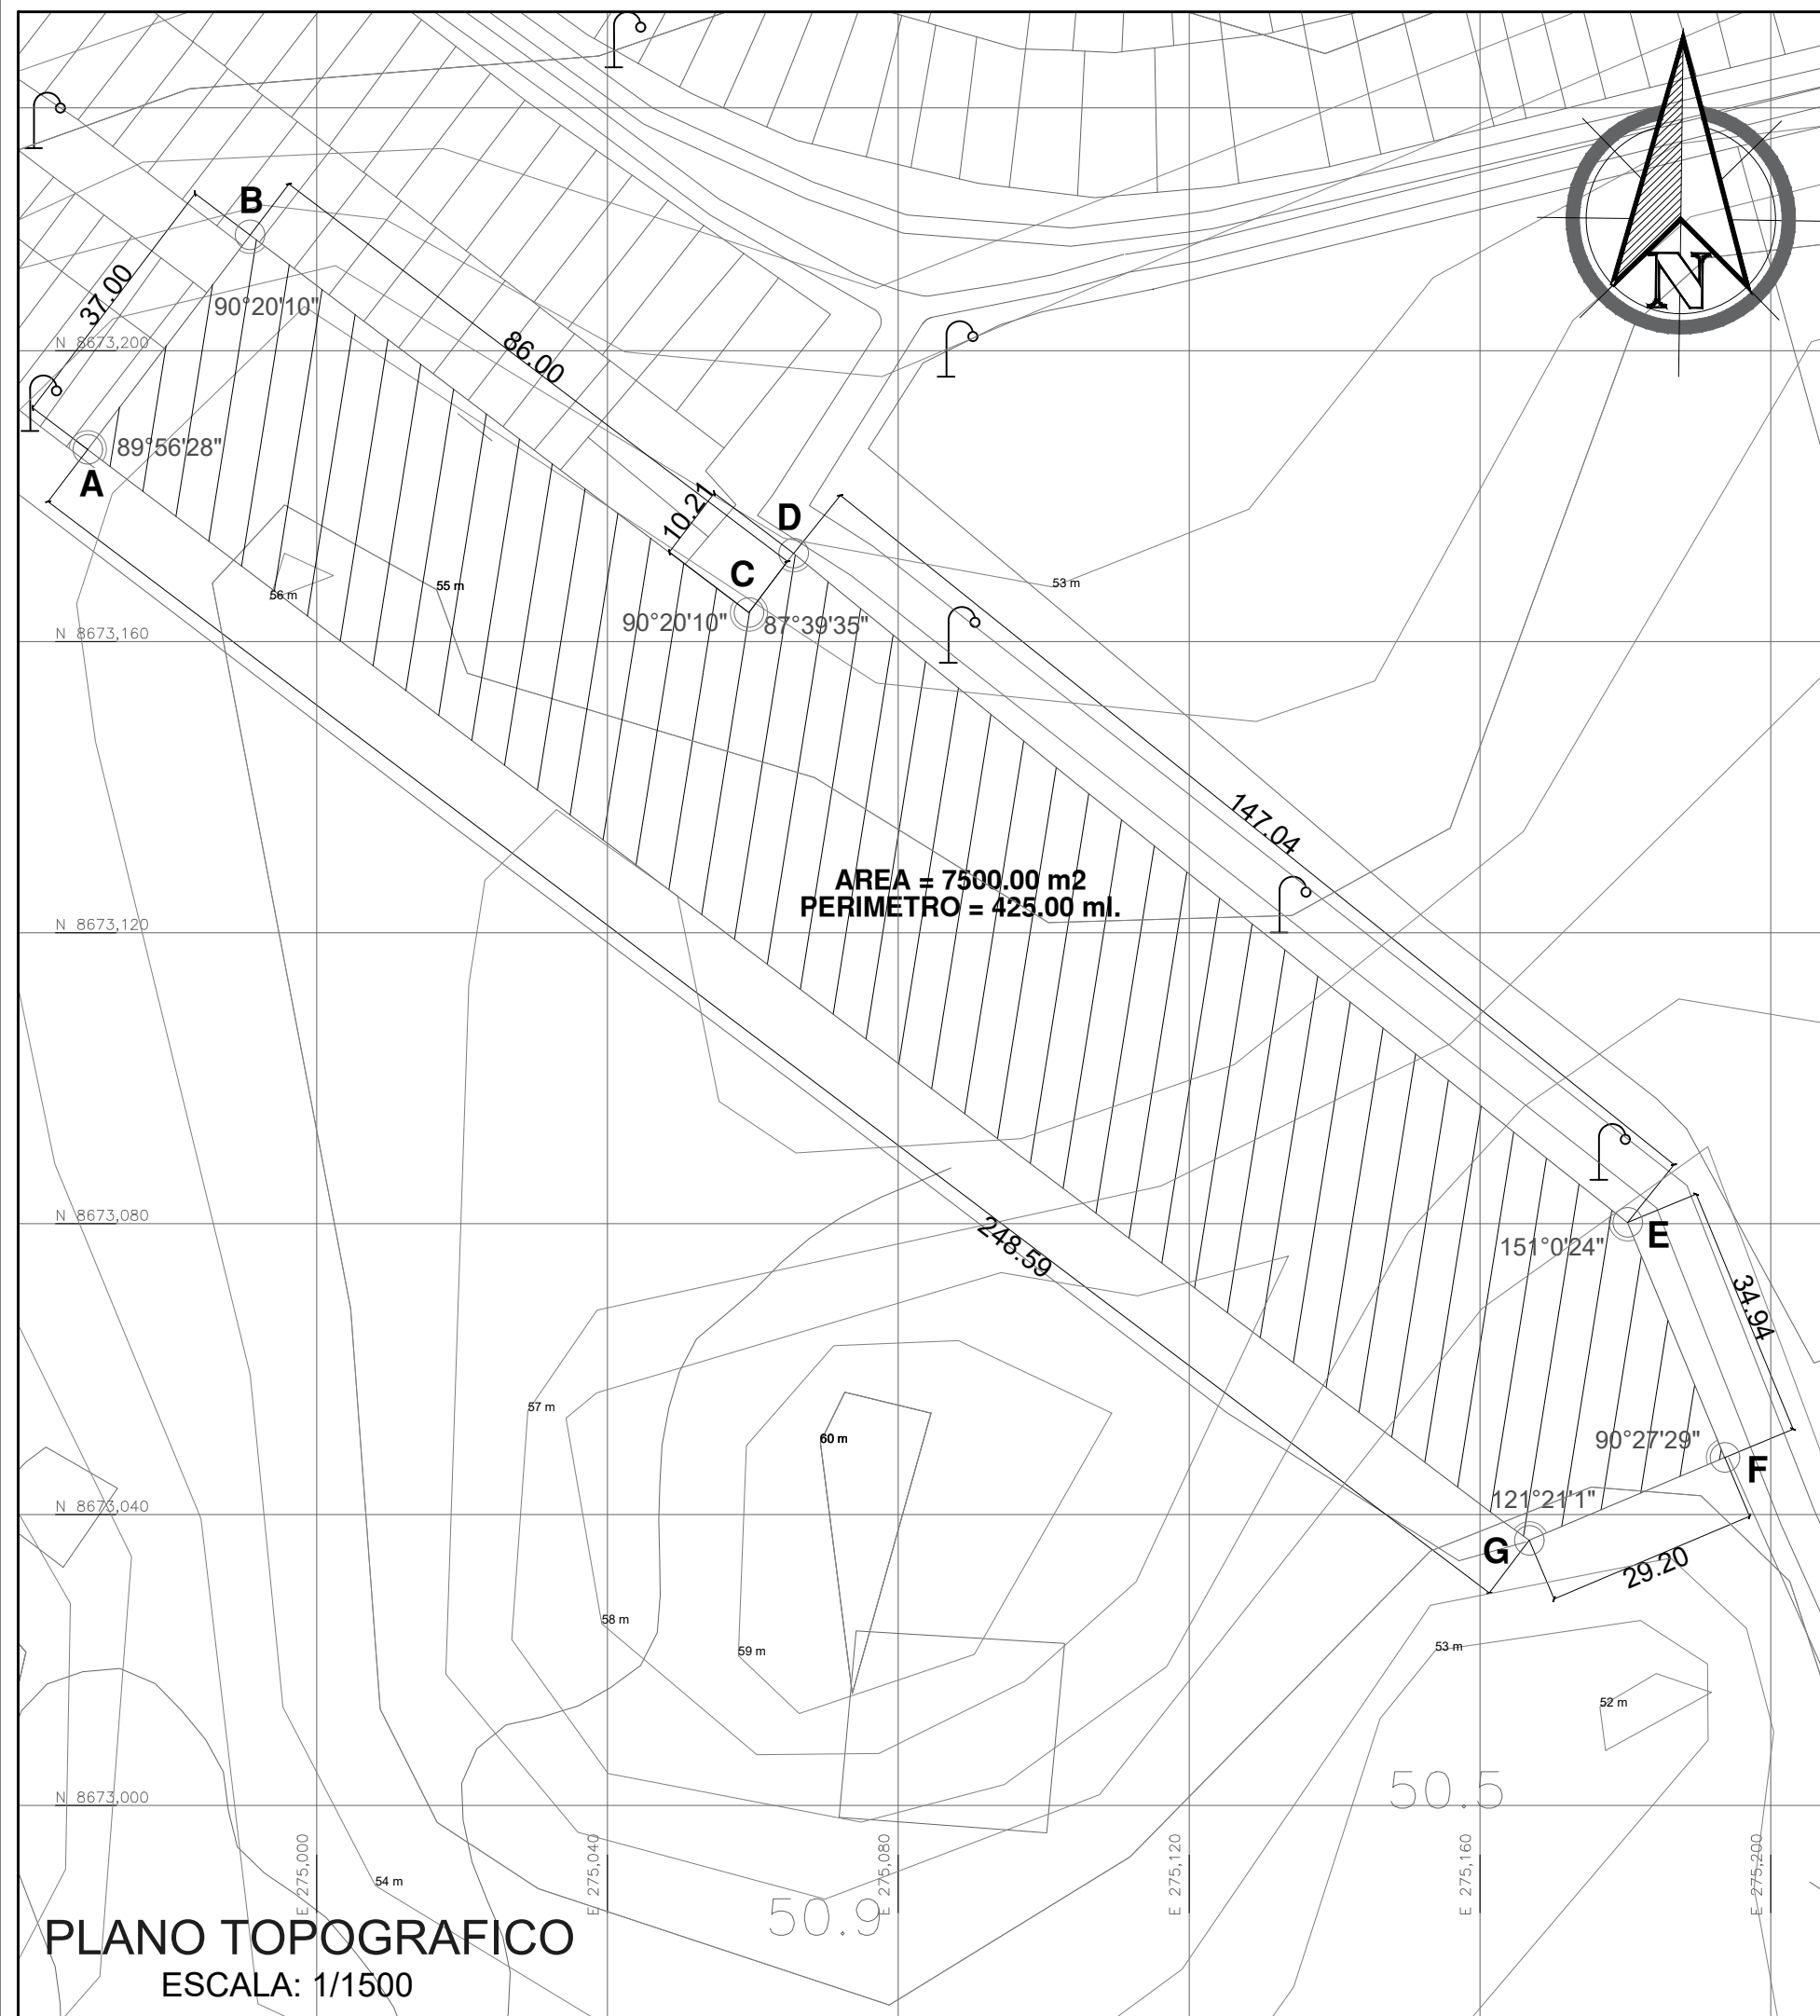 N
B
37.00
90°20'10"
N 8673,200
86.00
89°56'28"
A
10.21
D
C
56 m
55 m
53 m
90°20'10"
87°39'35"
N 8673,160
147.04
AREA = 7500.00 m2
PERIMETRO = 425.00 ml.
N 8673,120
N 8673,080
E
151°0'24"
248.59
34.94
57 m
60 m
90°27'29"
F
121°21'1"
N 8673,040
G
29.20
58 m
59 m
53 m
52 m
50.5
N 8673,000
E 275,000
E 275,040
E 275,080
E 275,120
E 275,160
E 275,200
54 m
50.9
PLANO TOPOGRAFICO
ESCALA: 1/1500